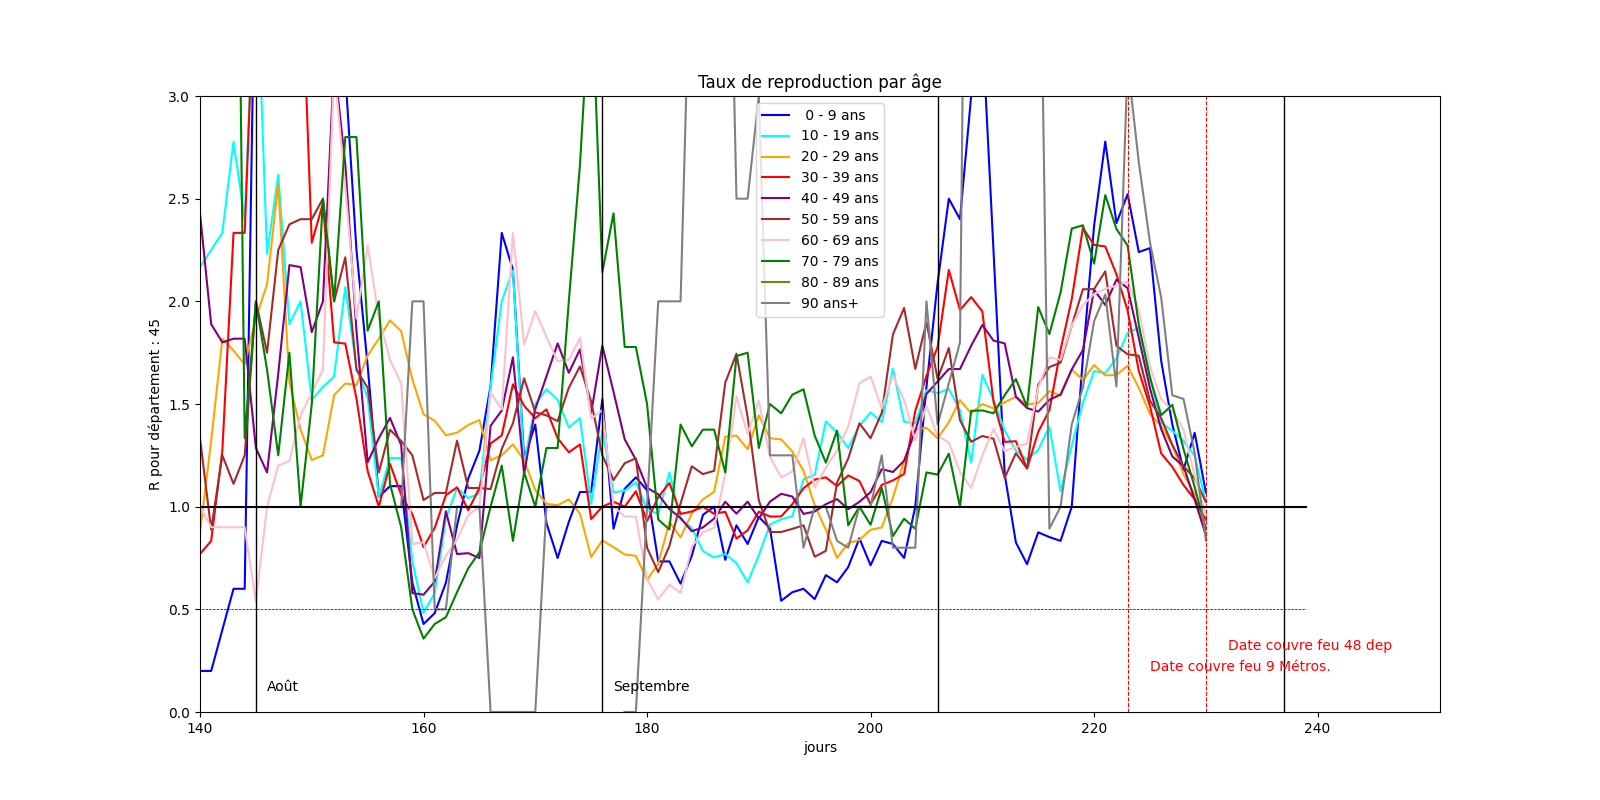 Taux de reproduction par âge
3.0
2.5
2.0
1.5
1.0
0.5
0.0
R pour département : 45
0 - 9 ans
10 - 19 ans
20 - 29 ans
30 - 39 ans
40 - 49 ans
50 - 59 ans
60 - 69 ans
70 - 79 ans
80 - 89 ans
90 ans+
Date couvre feu 48 dep
Date couvre feu 9 Métros.
Août
Septembre
140
160
180
200
220
240
jours